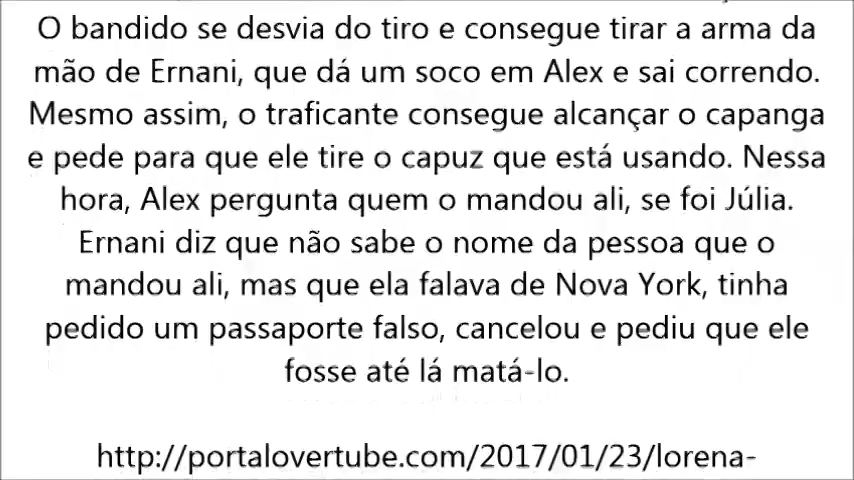 O bandido se desvia do tiro e consegue tirar a arma da
mão de Ernani, que dá um soco em Alex e sai correndo.
Mesmo assim, o traficante consegue alcançar o capanga
e pede para que ele tire o capuz que está usando. Nessa
hora, Alex pergunta quem o mandou ali, se foi Júlia.
Ernani diz que não sabe o nome da pessoa que o
mandou ali, mas que ela falava de Nova York, tinha
pedido um passaporte falso, cancelou e pediu que ele
fosse até lá matá-lo.
http://portalovertube.com/2017/01/23/lorena-